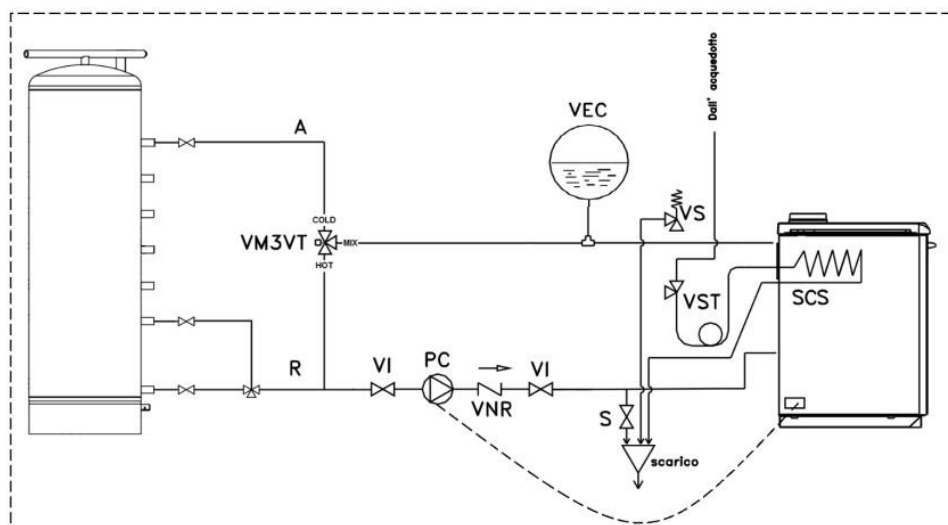 VEC
Dall' acquedotto
A
COLD
VM3VT
MIX
HOT
VS
VST
SCS
R
VI
PC
VNR
VI
S
scarico